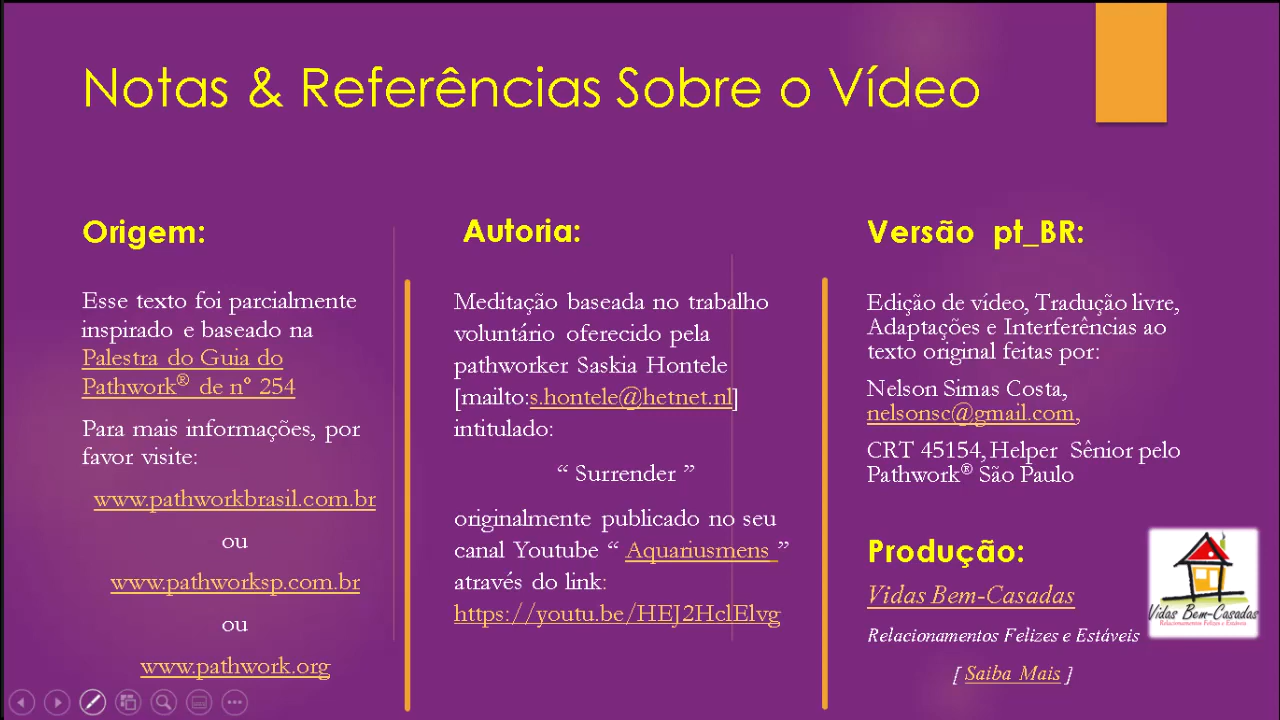 Notas & Referências Sobre o Vídeo
Origem:
Esse texto foi parcialmente
inspirado e baseado na
Palestra do Guia do
Pathwork® de n° 254
Para mais informações, por
favor visite:
www.pathworkbrasil.com.br
ou
www.pathworksp.com.br
ou
www.pathwork.org
Autoria:
Meditação baseada no trabalho
voluntário oferecido pela
pathworker Saskia Hontele
[mailto:s.hontele@hetnet.nl]
intitulado:
“ Surrender ”
originalmente publicado no seu
canal Youtube “ Aquariusmens ”
através do link:
https://youtu.be/HEJ2HclElvg
Versão pt_BR:
Edição de vídeo, Tradução livre,
Adaptações e Interferências ao
texto original feitas por:
Nelson Simas Costa,
nelsonsc@gmail.com,
CRT 45154, Helper Sênior pelo
Pathwork® São Paulo
Produção:
Vidas Bem-Casadas
Relacionamentos Felizes e Estáveis
[ Saiba Mais ]
Vidas Bem-Casadas
Relacionamentos Felizes e Estáveis